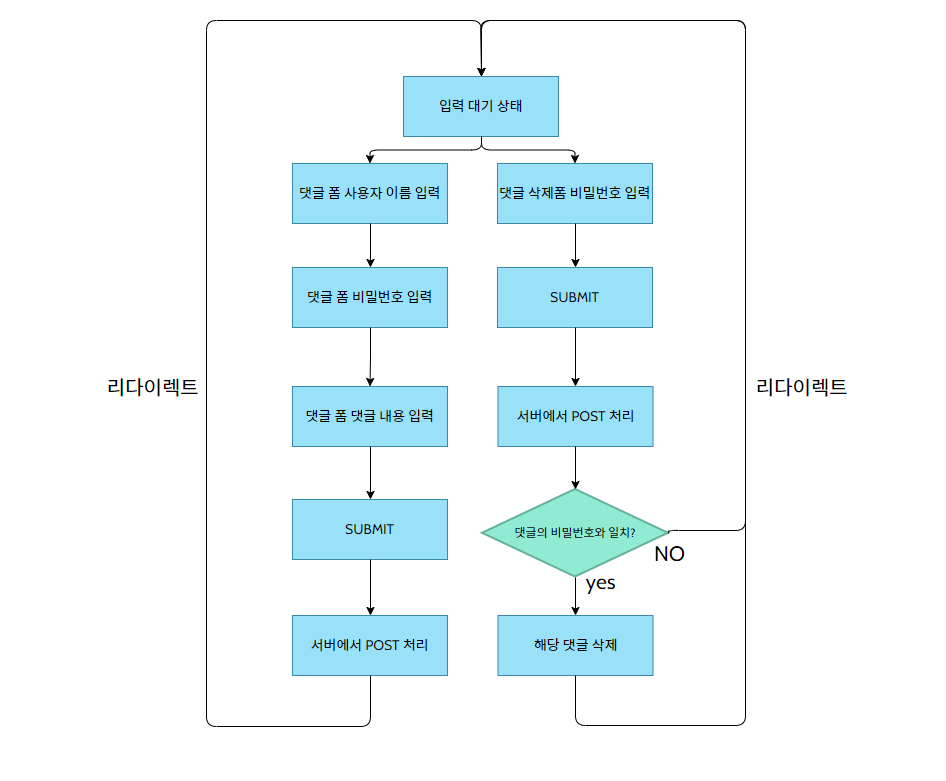 입력 대기 상태
댓글 폼 사용자 이름 입력
댓글 삭제폼 비밀번호 입력
댓글 폼 비밀번호 입력
SUBMIT
리다이렉트
리다이렉트
댓글 폼 댓글 내용 입력
서버에서 POST 처리
SUBMIT
댓글의 비밀번호와 일치?
NO
yes
서버에서 POST 처리
해당 댓글 삭제